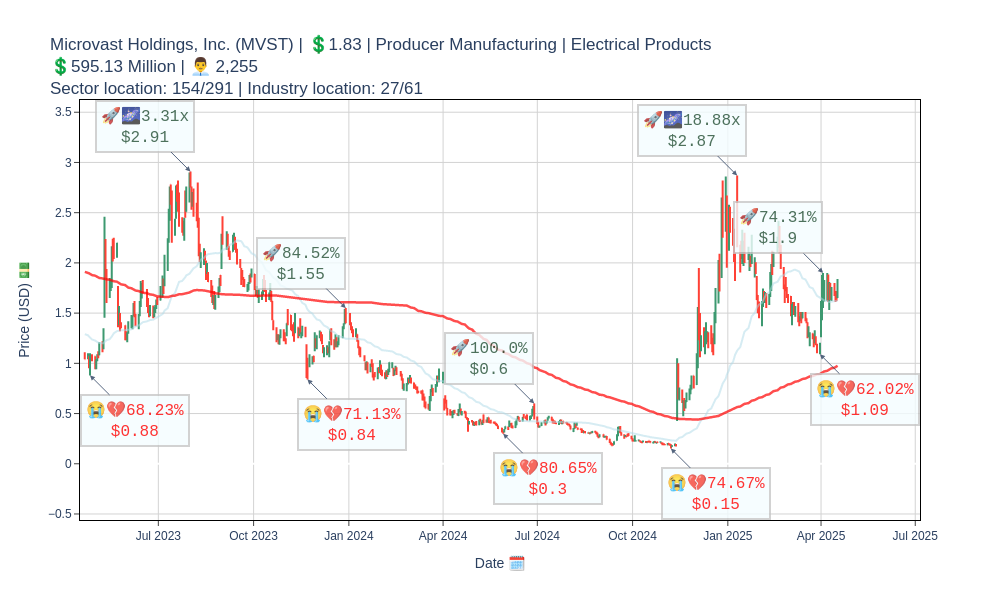 Microvast Holdings, Inc. (MVST) | 💲1.83 | Producer Manufacturing | Electrical Products
💲595.13 Million | 👨‍💼 2,255
Sector location: 154/291 | Industry location: 27/61
3.5
3
2.5
2
1.5
1
0.5
0
−0.5
Price (USD) 💵
🚀🌌3.31x
$2.91
🚀🌌18.88x
$2.87
🚀74.31%
$1.9
🚀84.52%
$1.55
🚀100.0%
$0.6
😭💔68.23%
$0.88
😭💔71.13%
$0.84
😭💔80.65%
$0.3
😭💔74.67%
$0.15
😭💔62.02%
$1.09
Jul 2023
Oct 2023
Jan 2024
Apr 2024
Jul 2024
Oct 2024
Jan 2025
Apr 2025
Jul 2025
Date 🗓️